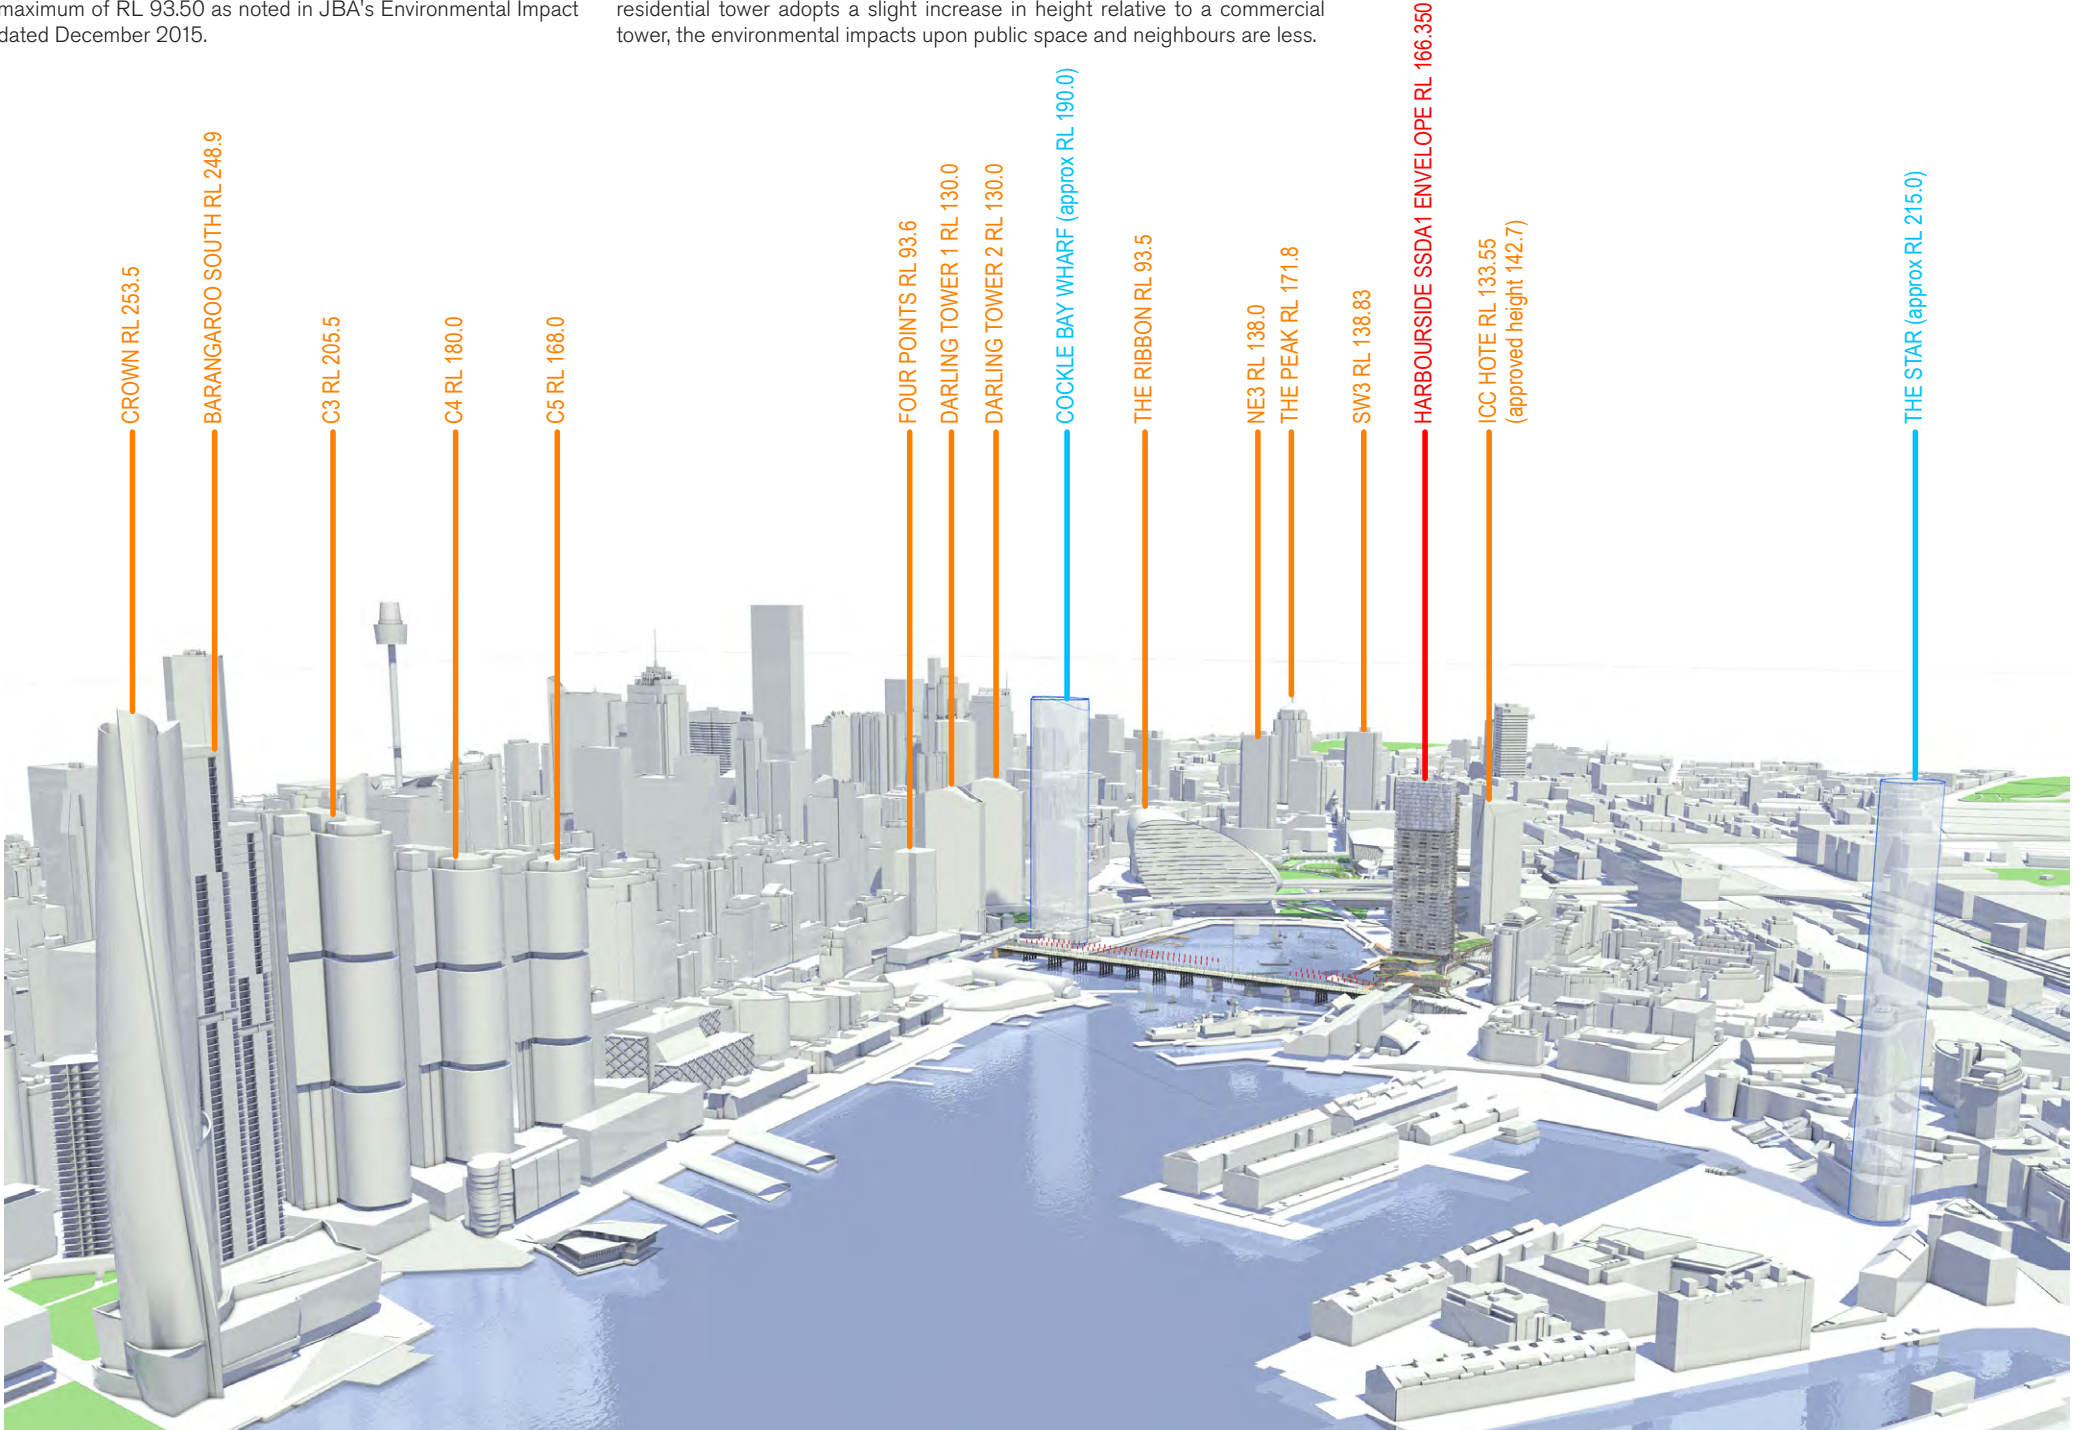 maximum of RL 93.50 as noted in JBA's Environmental Impact
dated December 2015.
residential tower adopts a slight increase in height relative to a commercial
tower, the environmental impacts upon public space and neighbours are less.
CROWN RL 253.5
BARANGAROO SOUTH RL 248.9
C3 RL 205.5
C4 RL 180.0
C5 RL 168.0
FOUR POINTS RL 93.6
DARLING TOWER 1 RL 130.0
DARLING TOWER 2 RL 130.0
COCKLE BAY WHARF (approx RL 190.0)
THE RIBBON RL 93.5
NE3 RL 138.0
THE PEAK RL 171.8
SW3 RL 138.83
HARBOURSIDE SSDA1 ENVELOPE RL 166.350
ICC HOTE RL 133.55
(approved height 142.7)
THE STAR (approx RL 215.0)